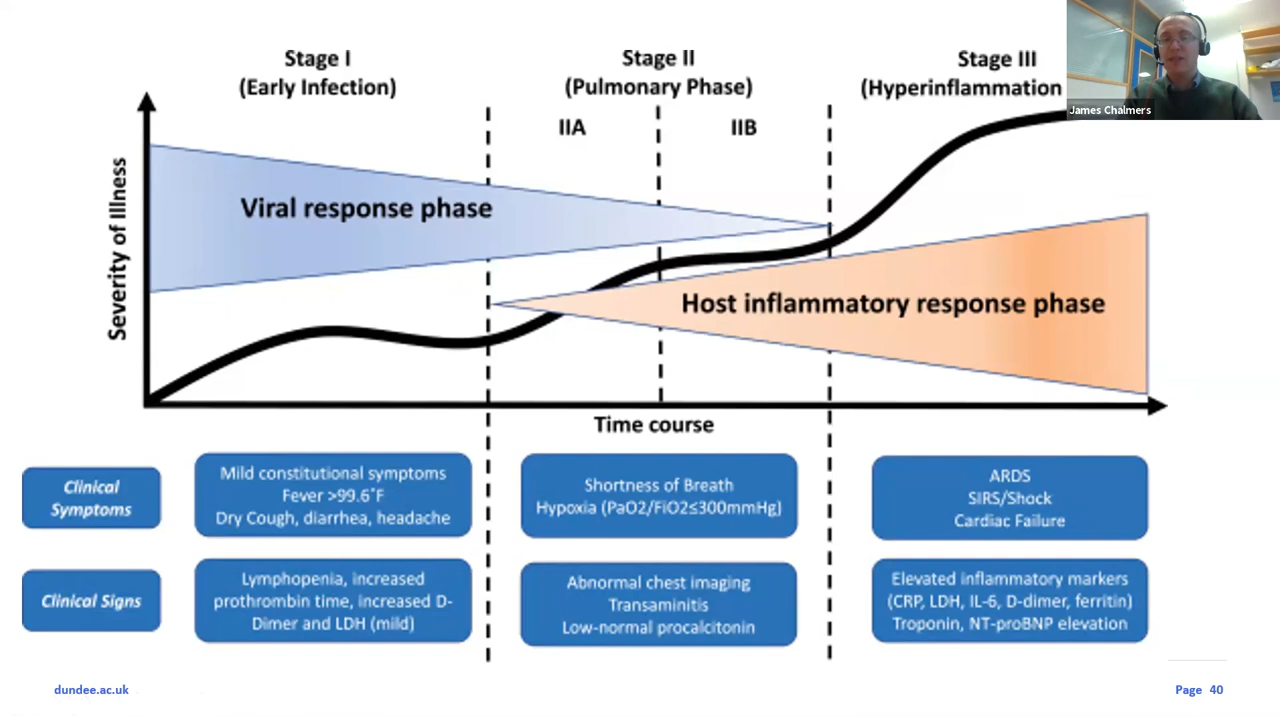 Stage I
(Early Infection)
Stage II
(Pulmonary Phase)
Stage III
(Hyperinflammation
James Chalmers
IIA
IIB
Severity of Illness
Viral response phase
Host inflammatory response phase
Time course
Clinical
Symptoms
Mild constitutional symptoms
Fever >99.6°F
Dry Cough, diarrhea, headache
Shortness of Breath
Hypoxia (PaO2/FiO2≤300mmHg)
ARDS
SIRS/Shock
Cardiac Failure
Clinical Signs
Lymphopenia, increased
prothrombin time, increased D-
Dimer and LDH (mild)
Abnormal chest imaging
Transaminitis
Low-normal procalcitonin
Elevated inflammatory markers
(CRP, LDH, IL-6, D-dimer, ferritin)
Troponin, NT-proBNP elevation
dundee.ac.uk
Page 40